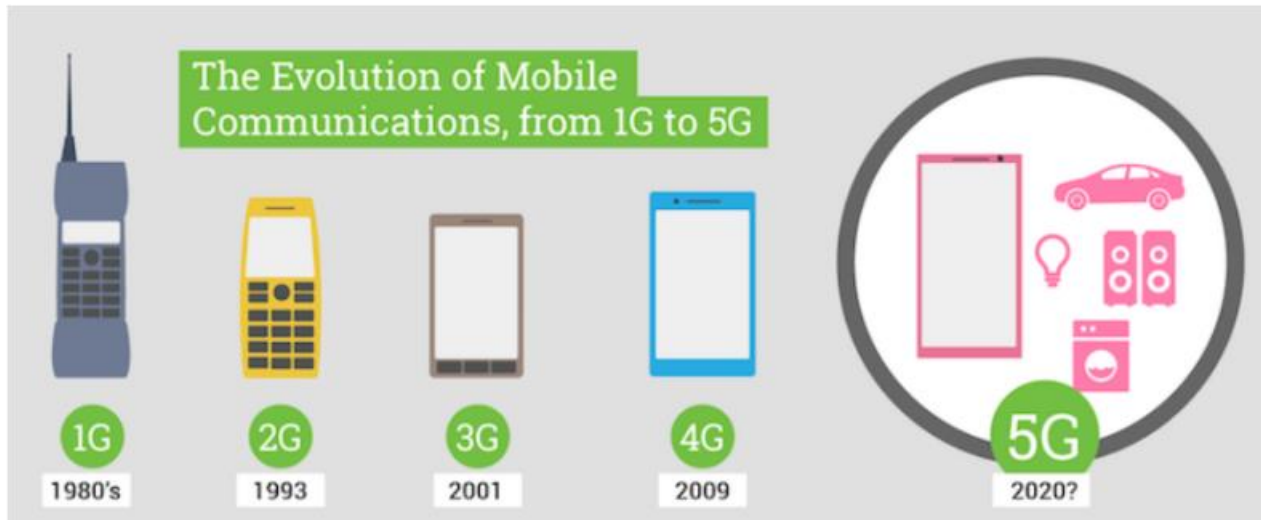 The Evolution of Mobile
Communications, from 1G to 5G
1G
2G
3G
4G
5G
1980's
1993
2001
2009
2020?